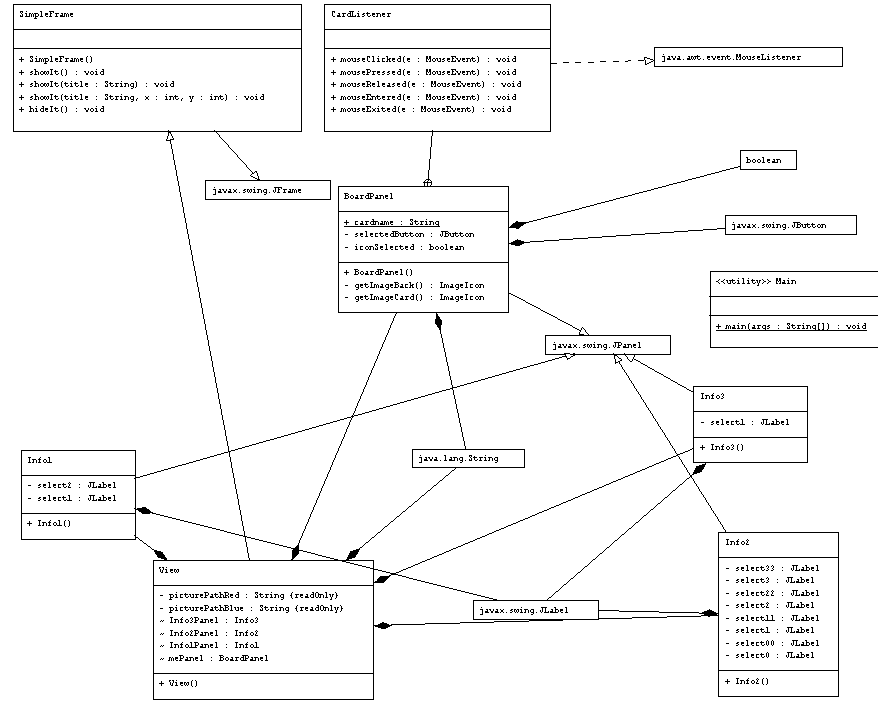 SimpleFrame
+ SimpleFrame()
+ showIt() : void
+ showIt(title : String) : void
+ showIt(title : String, x : int, y : int) : void
+ hideIt() : void
CardListener
+ mouseClicked(e : MouseEvent) : void
+ mousePressed(e : MouseEvent) : void
+ mouseReleased(e : MouseEvent) : void
+ mouseEntered(e : MouseEvent) : void
+ mouseExited(e : MouseEvent) : void
java.awt.event.MouseListener
javax.swing.JFrame
boolean
BoardPanel
+ cardname : String
- selectedButton : JButton
- iconSelected : boolean
+ BoardPanel()
- getImageBack() : ImageIcon
- getImageCard() : ImageIcon
javax.swing.JButton
<<utility>> Main
+ main(args : String[]) : void
javax.swing.JPanel
Info3
- select1 : JLabel
+ Info3()
java.lang.String
Info1
- select2 : JLabel
- select1 : JLabel
+ Info1()
View
- picturePathRed : String {readOnly}
- picturePathBlue : String {readOnly}
~ Info3Panel : Info3
~ Info2Panel : Info2
~ Info1Panel : Info1
~ mePanel : BoardPanel
+ View()
javax.swing.JLabel
Info2
- select33 : JLabel
- select3 : JLabel
- select22 : JLabel
- select2 : JLabel
- select11 : JLabel
- select1 : JLabel
- select00 : JLabel
- select0 : JLabel
+ Info2()